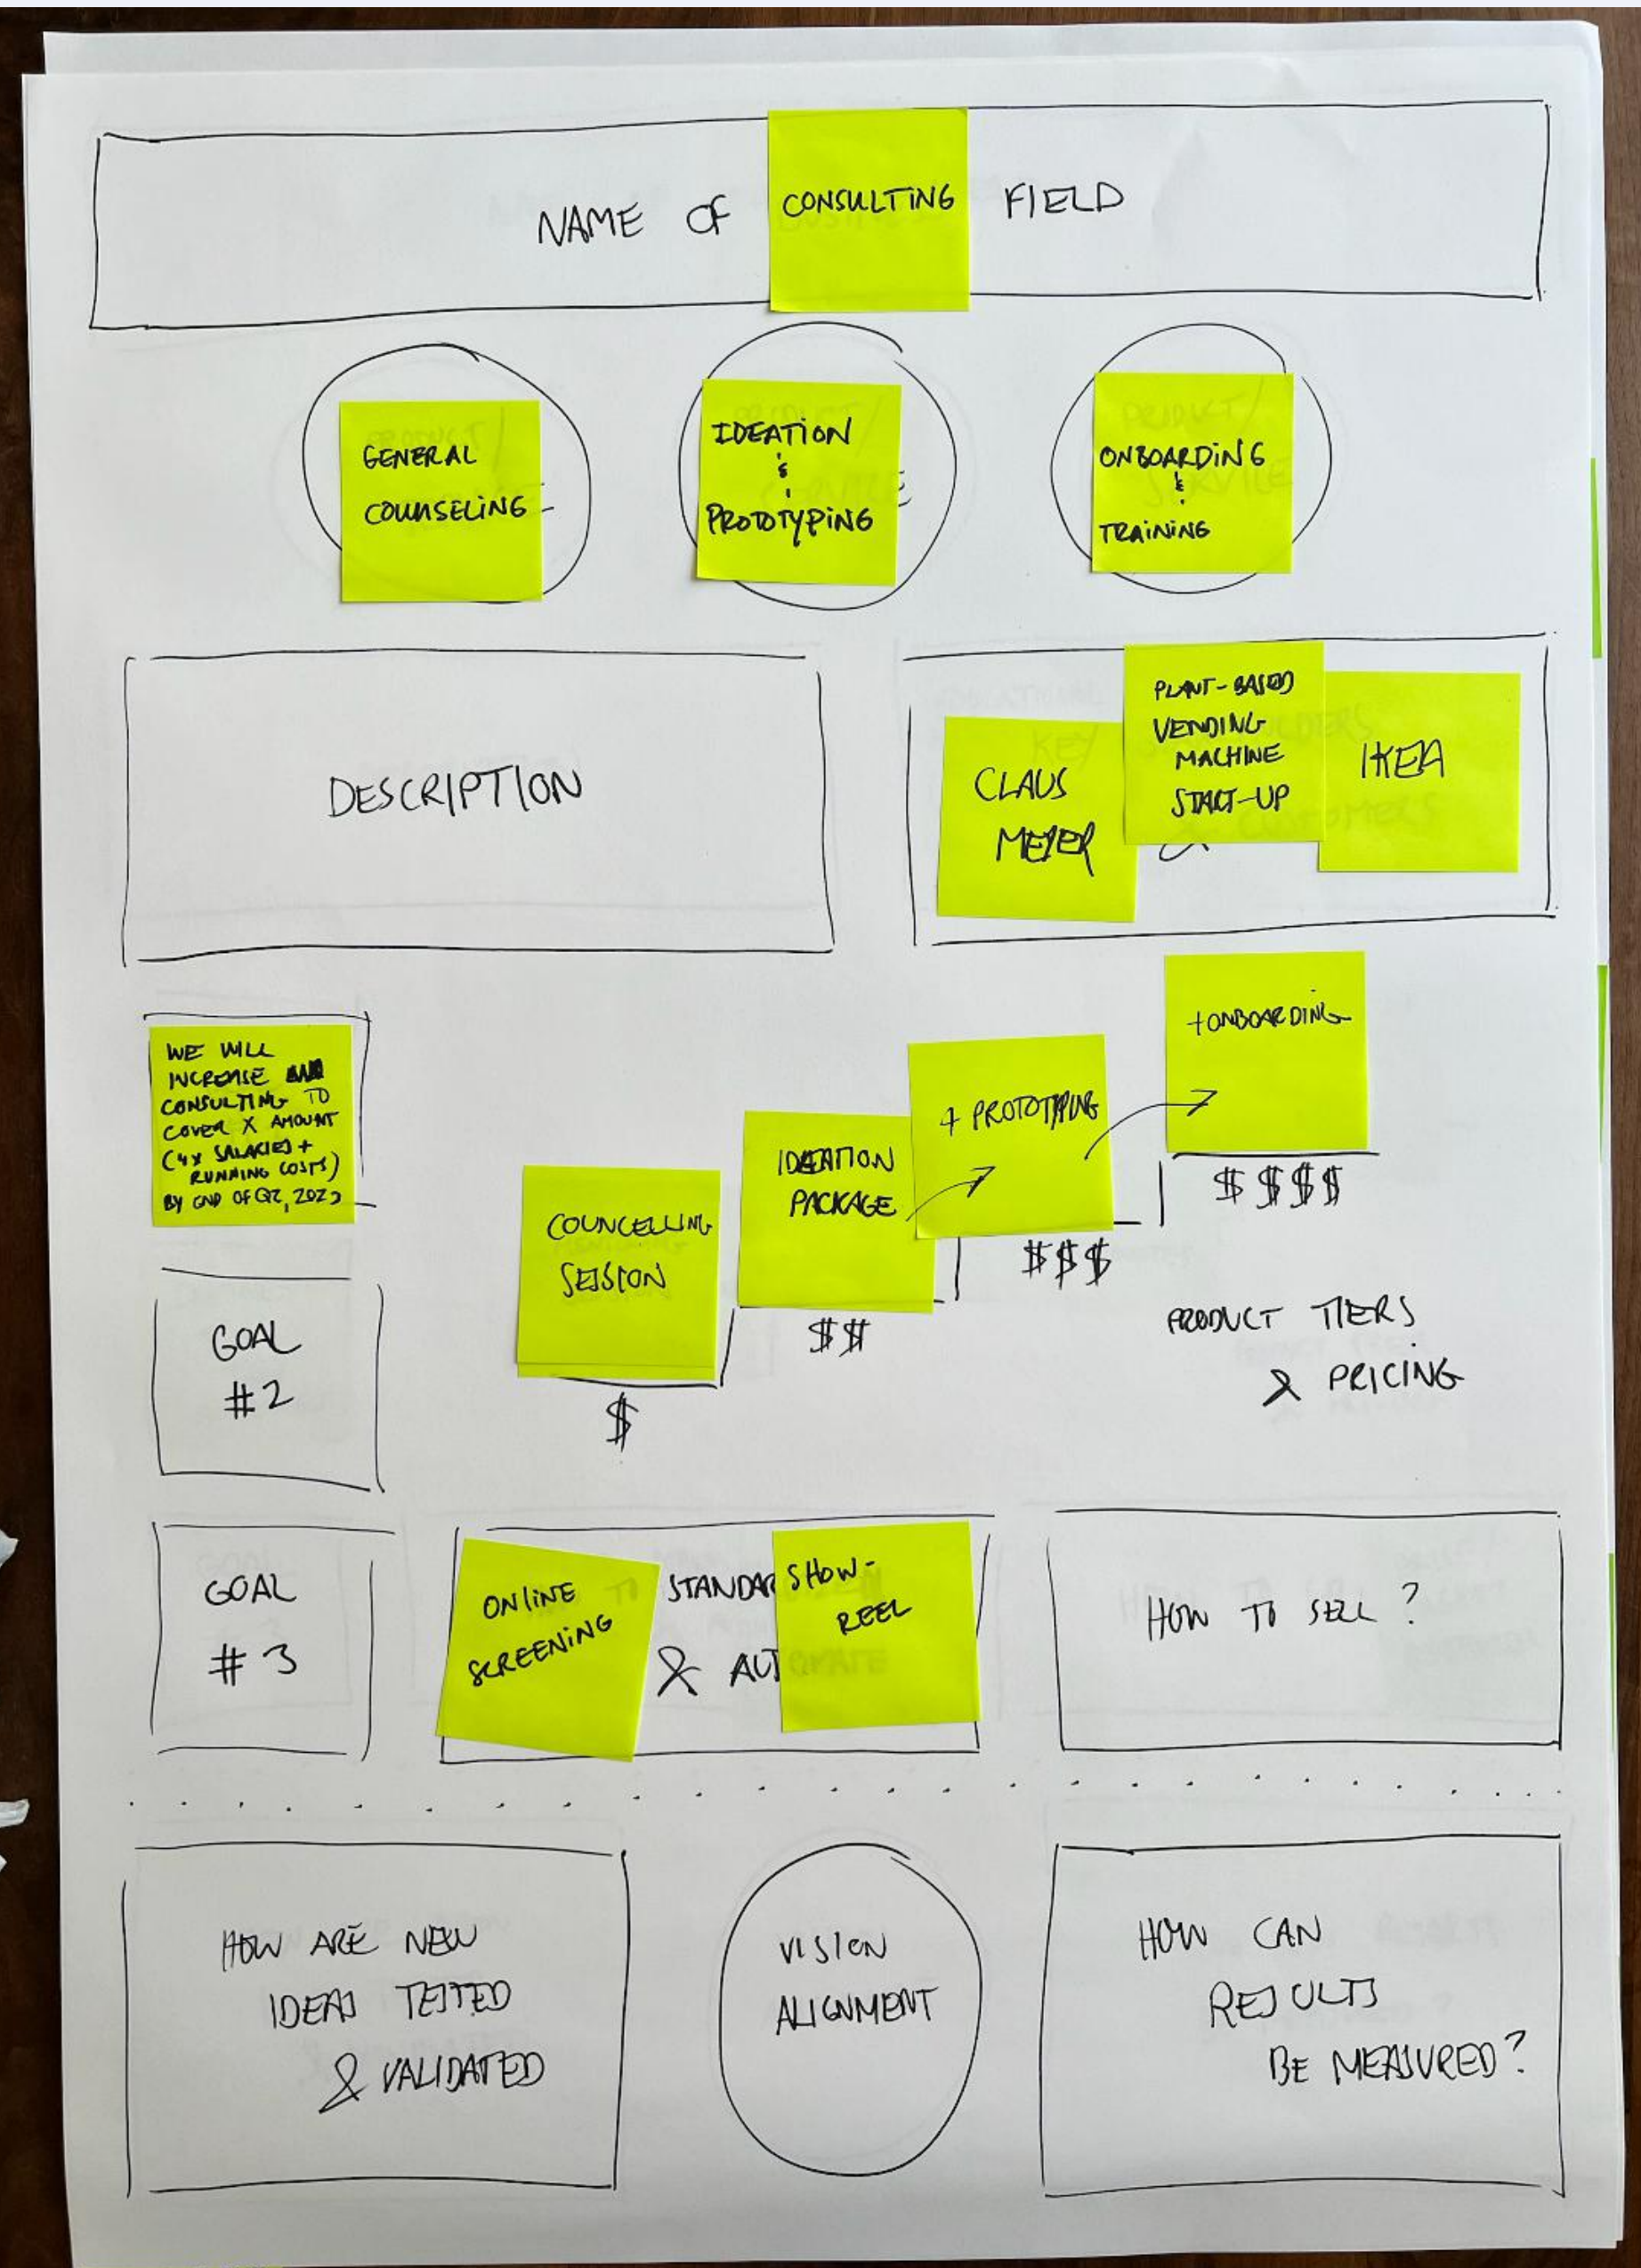 NAME OF CONSULTING FIELD
GENERAL
COUNSELING
IDEATION
&
PROTOTYPING
ONBOARDING
&
TRAINING
DESCRIPTION
CLAUS
MEYER
PLANT-BASED
VENDING
MACHINE
START-UP
IKEA
WE WILL
INCREASE
CONSULTING TO
COVER X AMOUNT
(4x SALARIES +
RUNNING COSTS)
BY END OF Q2, 2023
COUNCELLING
SESSION
$
IDEATION
PACKAGE
$$
+ PROTOTYPING
$$$
+ ONBOARDING
$$$$
PRODUCT TIERS
& PRICING
GOAL
#2
GOAL
#3
ONLINE
SCREENING
STANDAR
& AUT
SHOW-
REEL
HOW TO SELL?
HOW ARE NEW
IDEAS TESTED
& VALIDATED
VISION
ALIGNMENT
HOW CAN
RESULTS
BE MEASURED?